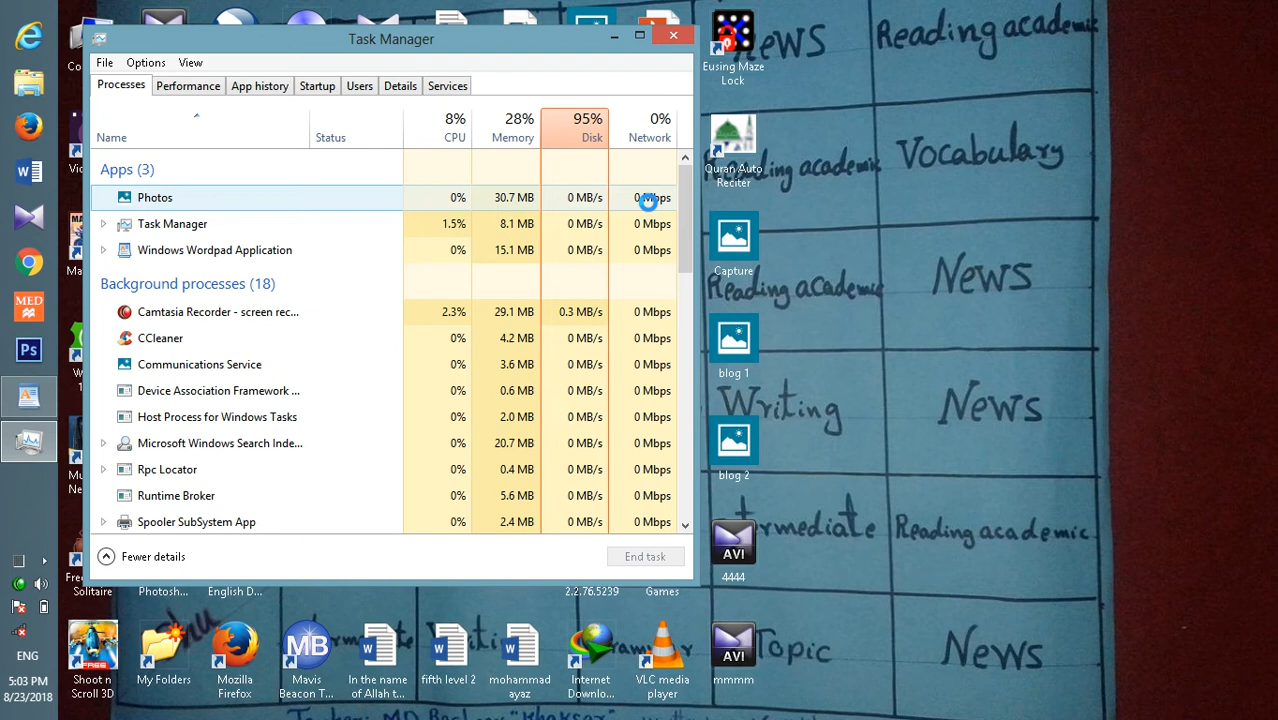 Task Manager
File Options View
Processes Performance App history Startup Users Details Services
8% 28% 95% 0%
Name Status CPU Memory Disk Network
Apps (3)
Photos 0% 30.7 MB 0 MB/s 0 Mbps
Task Manager 1.5% 8.1 MB 0 MB/s 0 Mbps
Windows Wordpad Application 0% 15.1 MB 0 MB/s 0 Mbps
Background processes (18)
Camtasia Recorder - screen rec... 2.3% 29.1 MB 0.3 MB/s 0 Mbps
CCleaner 0% 4.2 MB 0 MB/s 0 Mbps
Communications Service 0% 3.6 MB 0 MB/s 0 Mbps
Device Association Framework ... 0% 0.6 MB 0 MB/s 0 Mbps
Host Process for Windows Tasks 0% 2.0 MB 0 MB/s 0 Mbps
Microsoft Windows Search Inde... 0% 20.7 MB 0 MB/s 0 Mbps
Rpc Locator 0% 0.4 MB 0 MB/s 0 Mbps
Runtime Broker 0% 5.6 MB 0 MB/s 0 Mbps
Spooler SubSystem App 0% 2.4 MB 0 MB/s 0 Mbps
Fewer details End task
News Reading academic
Eusing Maze
Lock
Reading academic Vocabulary
Quran Auto
Reciter
Capture
Reading academic News
blog 1
Writing News
blog 2
Reading academic
AVI
4444
Solitaire Photosh... English D... 2.2.76.5239 Games
Topic News
AVI
FREE
MB
Shoot n
Scroll 3D
My Folders
Mozilla
Firefox
Mavis
Beacon T...
In the name
of Allah t...
fifth level 2
mohammad
ayaz
Internet
Downlo...
VLC media
player
mmmm
MED
Ps
ENG
5:03 PM
8/23/2018